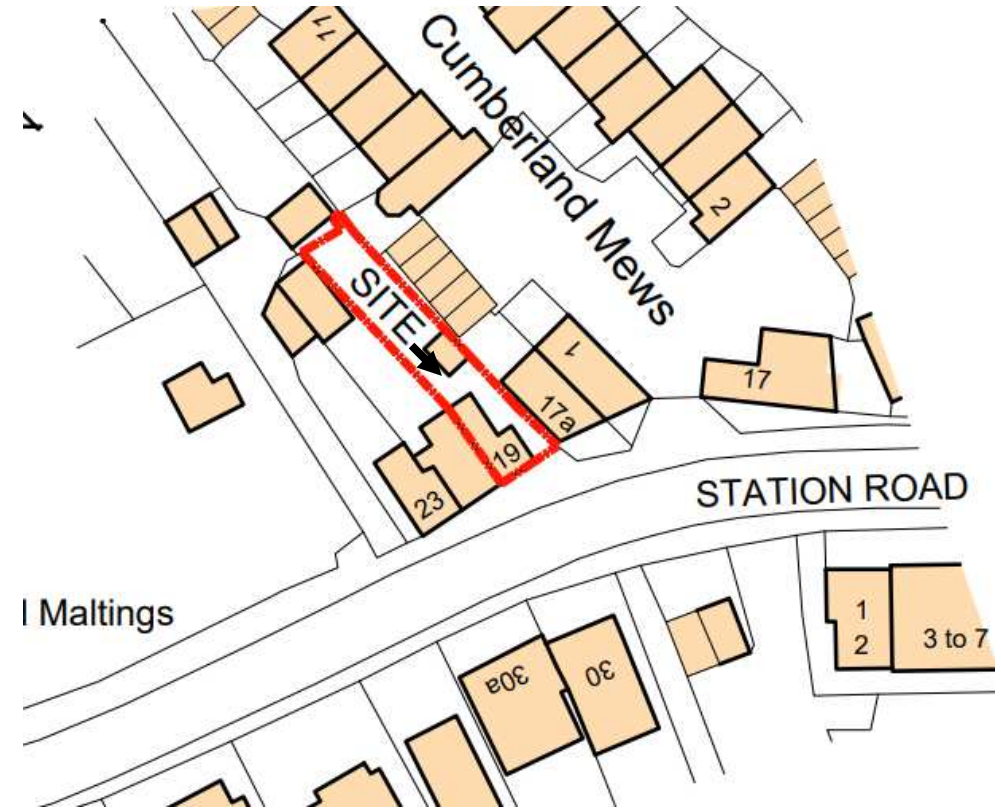 11
Cumberland Mews
2
SITE
1
17a
17
19
23
STATION ROAD
Maltings
30a
30
1
2
3 to 7